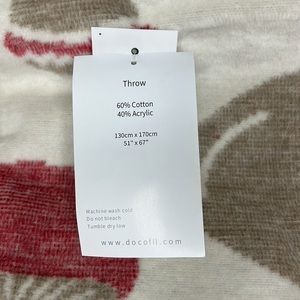 Throw
60% Cotton
40% Acrylic
130cm x 170cm
51" x 67"
Machine wash cold
Do not bleach
Tumble dry low
www.docofil.com